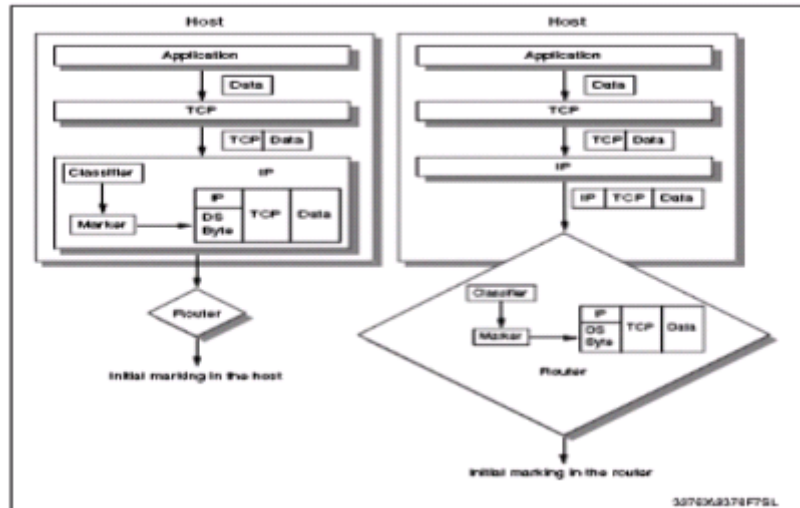 Host
Application
Data
TCP
TCP Data
IP
Classifier
Marker
IP
DS
Byte
TCP
Data
Router
Initial marking in the host
Host
Application
Data
TCP
TCP Data
IP
IP TCP Data
Classifier
Marker
IP
DS
Byte
TCP
Data
Router
Initial marking in the router